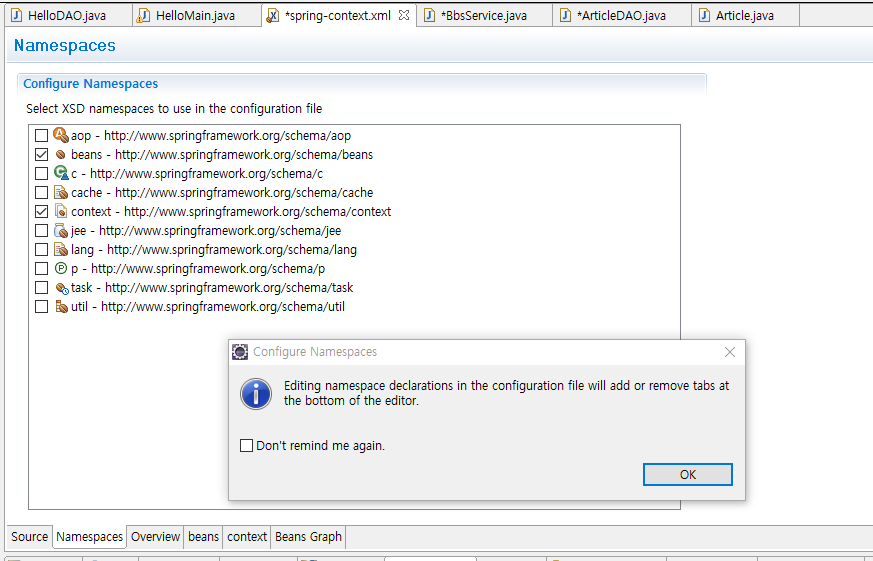 HelloDAO.java HelloMain.java *spring-context.xml *BbsService.java *ArticleDAO.java Article.java
Namespaces
Configure Namespaces
Select XSD namespaces to use in the configuration file
aop - http://www.springframework.org/schema/aop
beans - http://www.springframework.org/schema/beans
c - http://www.springframework.org/schema/c
cache - http://www.springframework.org/schema/cache
context - http://www.springframework.org/schema/context
jee - http://www.springframework.org/schema/jee
lang - http://www.springframework.org/schema/lang
p - http://www.springframework.org/schema/p
task - http://www.springframework.org/schema/task
util - http://www.springframework.org/schema/util
Configure Namespaces
Editing namespace declarations in the configuration file will add or remove tabs at
the bottom of the editor.
Don't remind me again.
OK
Source Namespaces Overview beans context Beans Graph